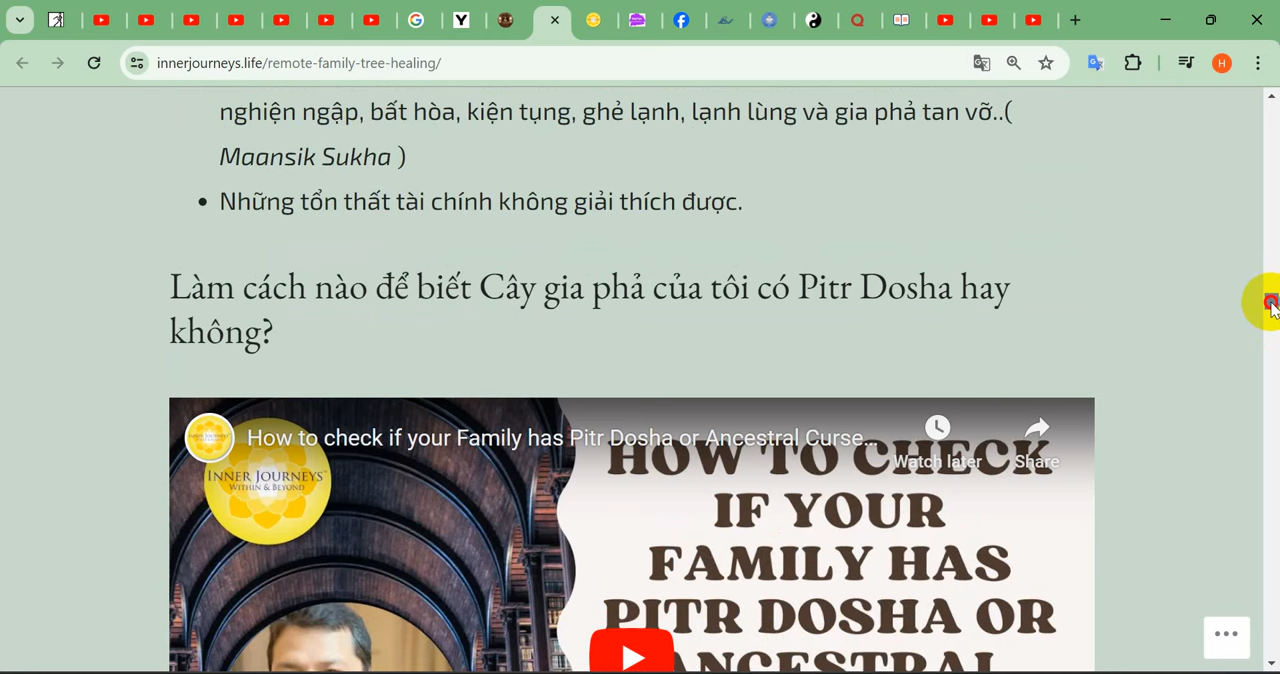 innerjourneys.life/remote-family-tree-healing/
H
nghiện ngập, bất hòa, kiện tụng, ghẻ lạnh, lạnh lùng và gia phả tan vỡ..(
Maansik Sukha )
Những tổn thất tài chính không giải thích được.
Làm cách nào để biết Cây gia phả của tôi có Pitr Dosha hay
không?
How to check if your Family has Pitr Dosha or Ancestral Curse...
Watch later
Share
INNER JOURNEYS
WITHIN & BEYOND
HOW TO CHECK
IF YOUR
FAMILY HAS
PITR DOSHA OR
ANCESTRAL